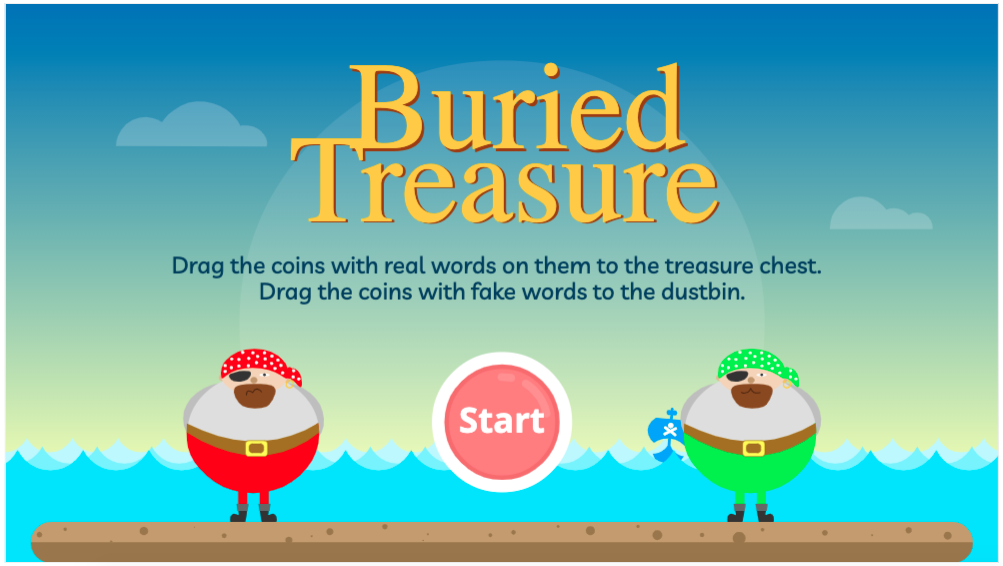 Buried
Treasure
Drag the coins with real words on them to the treasure chest.
Drag the coins with fake words to the dustbin.
Start